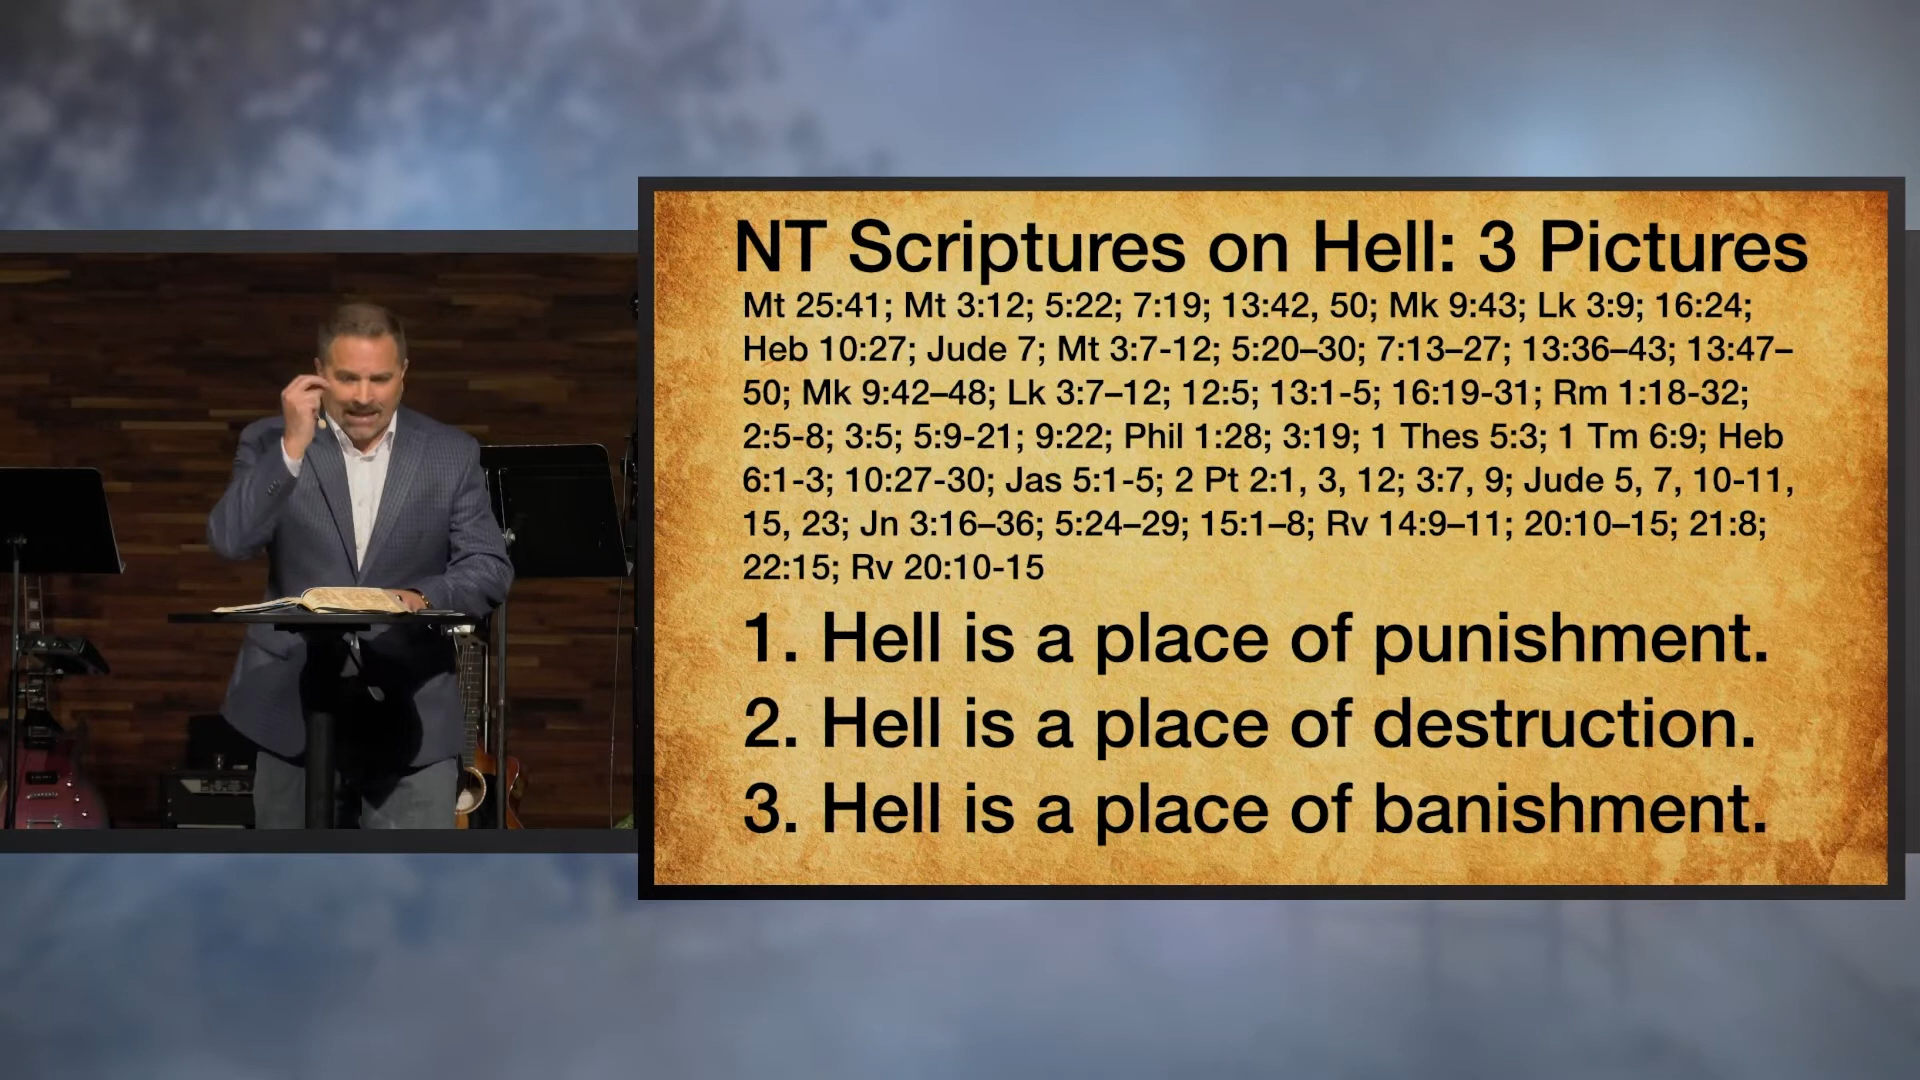 NT Scriptures on Hell: 3 Pictures
Mt 25:41; Mt 3:12; 5:22; 7:19; 13:42, 50; Mk 9:43; Lk 3:9; 16:24;
Heb 10:27; Jude 7; Mt 3:7-12; 5:20–30; 7:13–27; 13:36–43; 13:47–
50; Mk 9:42–48; Lk 3:7–12; 12:5; 13:1-5; 16:19-31; Rm 1:18-32;
2:5-8; 3:5; 5:9-21; 9:22; Phil 1:28; 3:19; 1 Thes 5:3; 1 Tm 6:9; Heb
6:1-3; 10:27-30; Jas 5:1-5; 2 Pt 2:1, 3, 12; 3:7, 9; Jude 5, 7, 10-11,
15, 23; Jn 3:16–36; 5:24–29; 15:1–8; Rv 14:9–11; 20:10–15; 21:8;
22:15; Rv 20:10-15
1. Hell is a place of punishment.
2. Hell is a place of destruction.
3. Hell is a place of banishment.